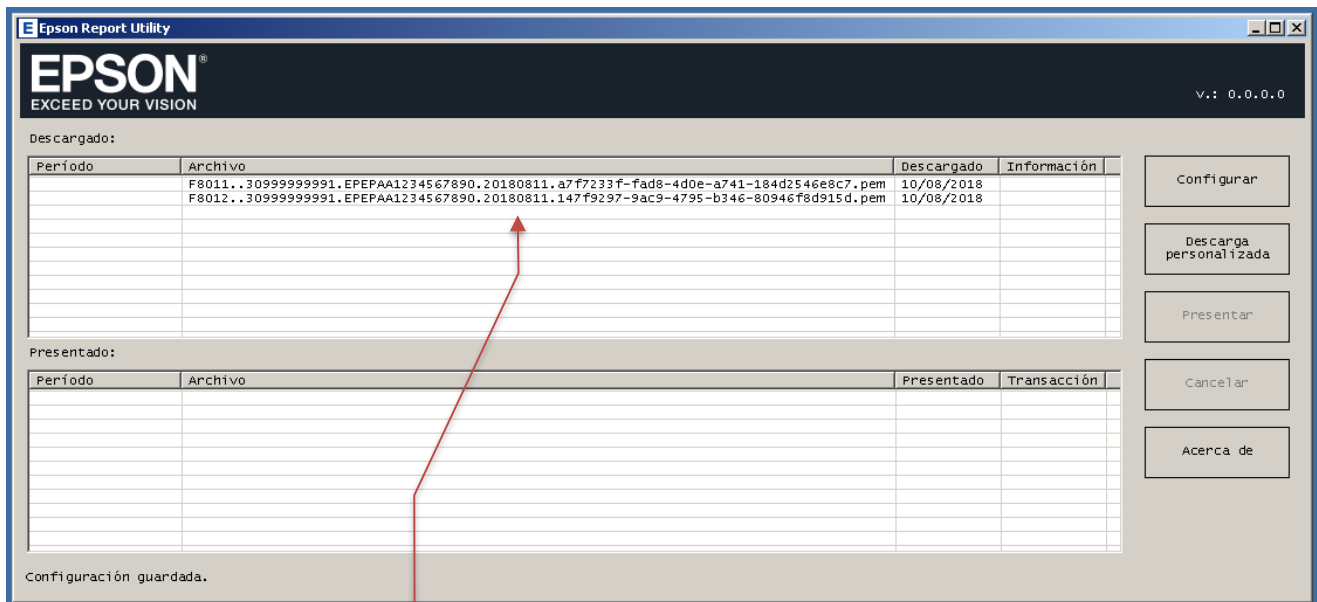 E Epson Report Utility
EPSON®
EXCEED YOUR VISION
v.: 0.0.0.0
Descargado:
Período Archivo Descargado Información
F8011..30999999991.EPEPAA1234567890.20180811.a7f7233f-fad8-4d0e-a741-184d2546e8c7.pem 10/08/2018
F8012..30999999991.EPEPAA1234567890.20180811.147f9297-9ac9-4795-b346-80946f8d915d.pem 10/08/2018
Configurar
Descarga
personalizada
Presentar
Presentado:
Período Archivo Presentado Transacción
Cancelar
Acerca de
Configuración guardada.